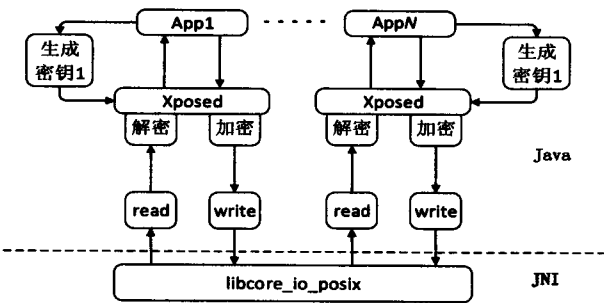 App1
AppN
生成
密钥1
生成
密钥1
Xposed
Xposed
解密
加密
解密
加密
Java
read
write
read
write
libcore_io_posix
JNI